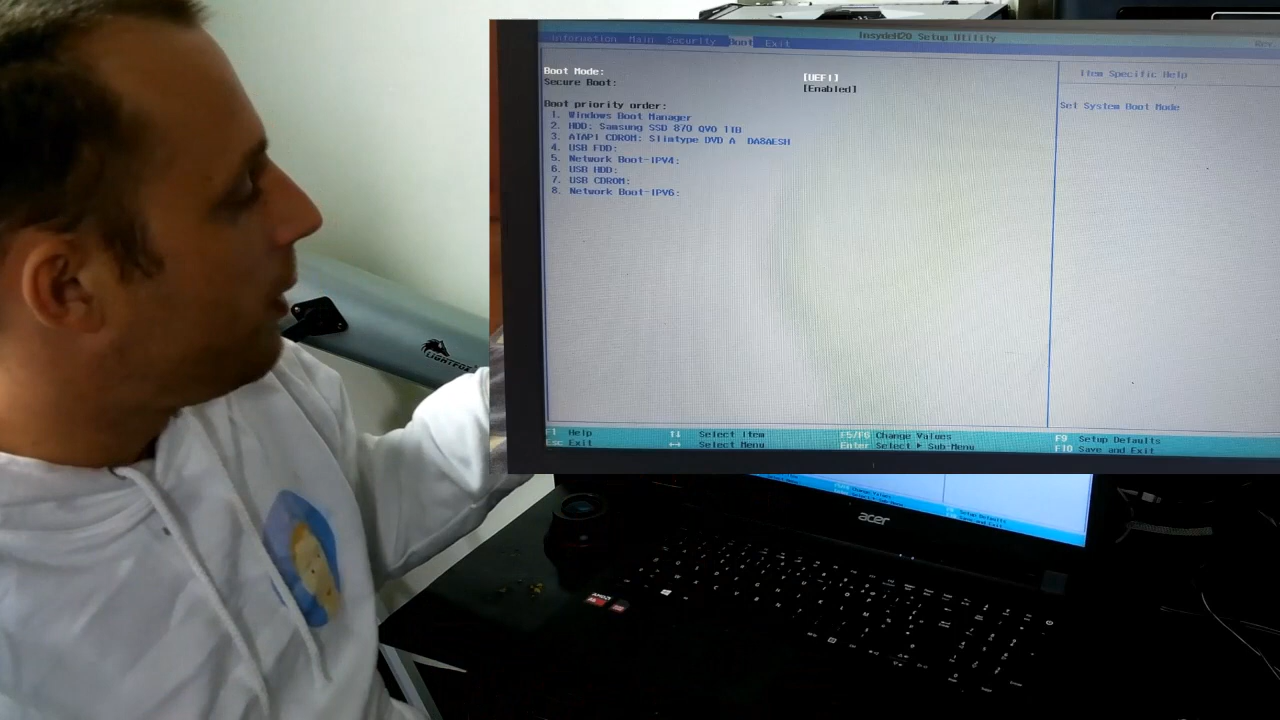 Information Main Security Boot Exit
InsydeH20 Setup Utility
Rev
Boot Mode: [UEFI]
Secure Boot: [Enabled]
Boot priority order:
1. Windows Boot Manager
2. HDD: Samsung SSD 870 QVO 1TB
3. ATAPI CDROM: Slimtype DVD A DA8AESH
4. USB FDD:
5. Network Boot-IPV4:
6. USB HDD:
7. USB CDROM:
8. Network Boot-IPV6:
Item Specific Help
Set System Boot Mode
F1 Help ↑↓ Select Item F5/F6 Change Values F9 Setup Defaults
Esc Exit ←→ Select Menu Enter Select ▶ Sub-Menu F10 Save and Exit
LIGHTFOX
acer
AMD